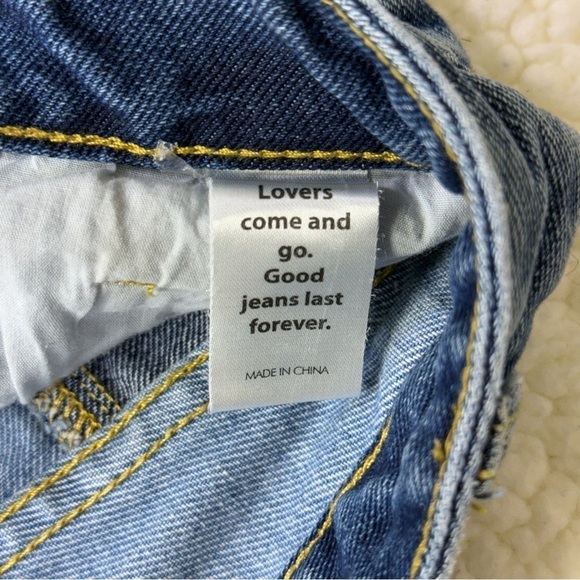 Lovers
come and
go.
Good
jeans last
forever.
MADE IN CHINA